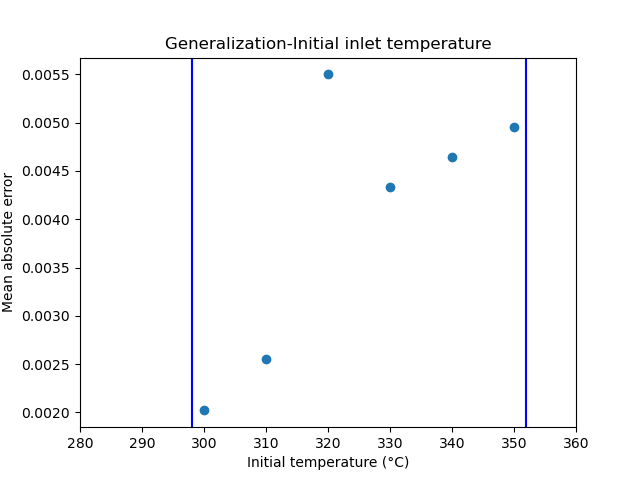 Generalization-Initial inlet temperature
Mean absolute error
0.0055
0.0050
0.0045
0.0040
0.0035
0.0030
0.0025
0.0020
280 290 300 310 320 330 340 350 360
Initial temperature (°C)